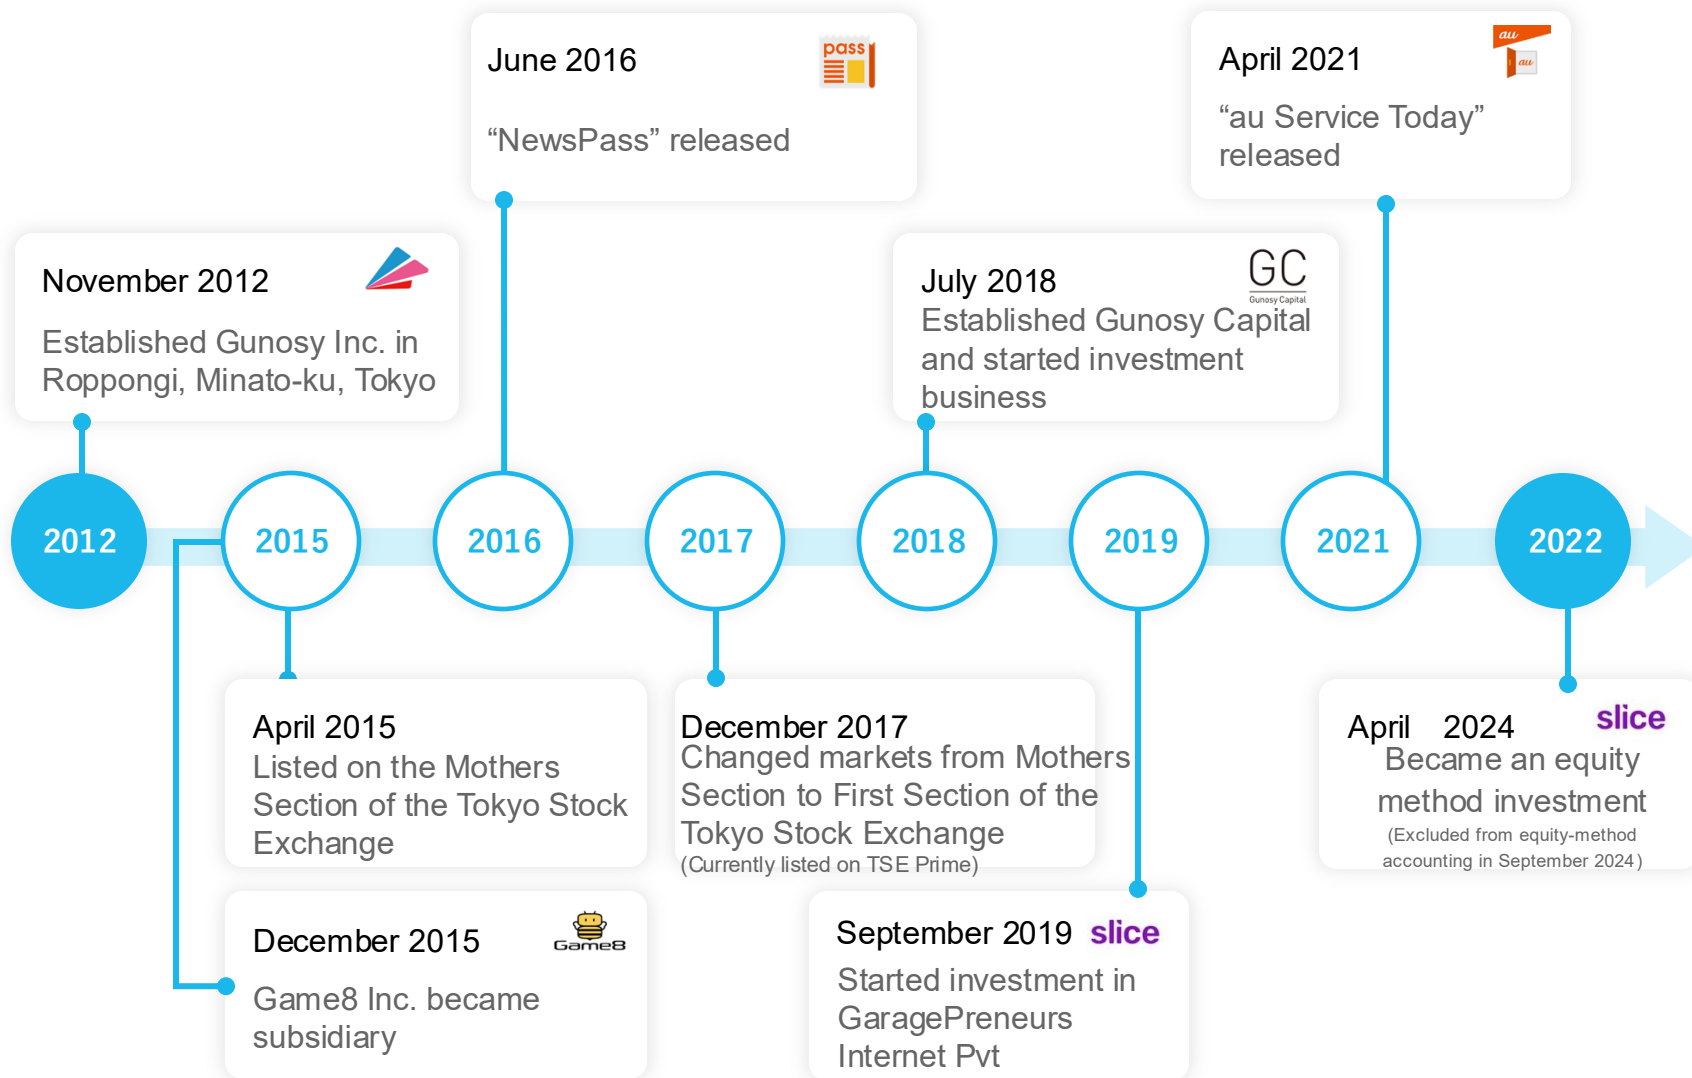 June 2016
pass
“NewsPass” released
April 2021
au
au
“au Service Today”
released
November 2012
Established Gunosy Inc. in
Roppongi, Minato-ku, Tokyo
July 2018
GC
Gunosy Capital
Established Gunosy Capital
and started investment
business
2012
2015
2016
2017
2018
2019
2021
2022
April 2015
Listed on the Mothers
Section of the Tokyo Stock
Exchange
December 2017
Changed markets from Mothers
Section to First Section of the
Tokyo Stock Exchange
(Currently listed on TSE Prime)
April 2024
slice
Became an equity
method investment
(Excluded from equity-method
accounting in September 2024)
December 2015
Game8
Game8 Inc. became
subsidiary
September 2019
slice
Started investment in
GaragePreneurs
Internet Pvt